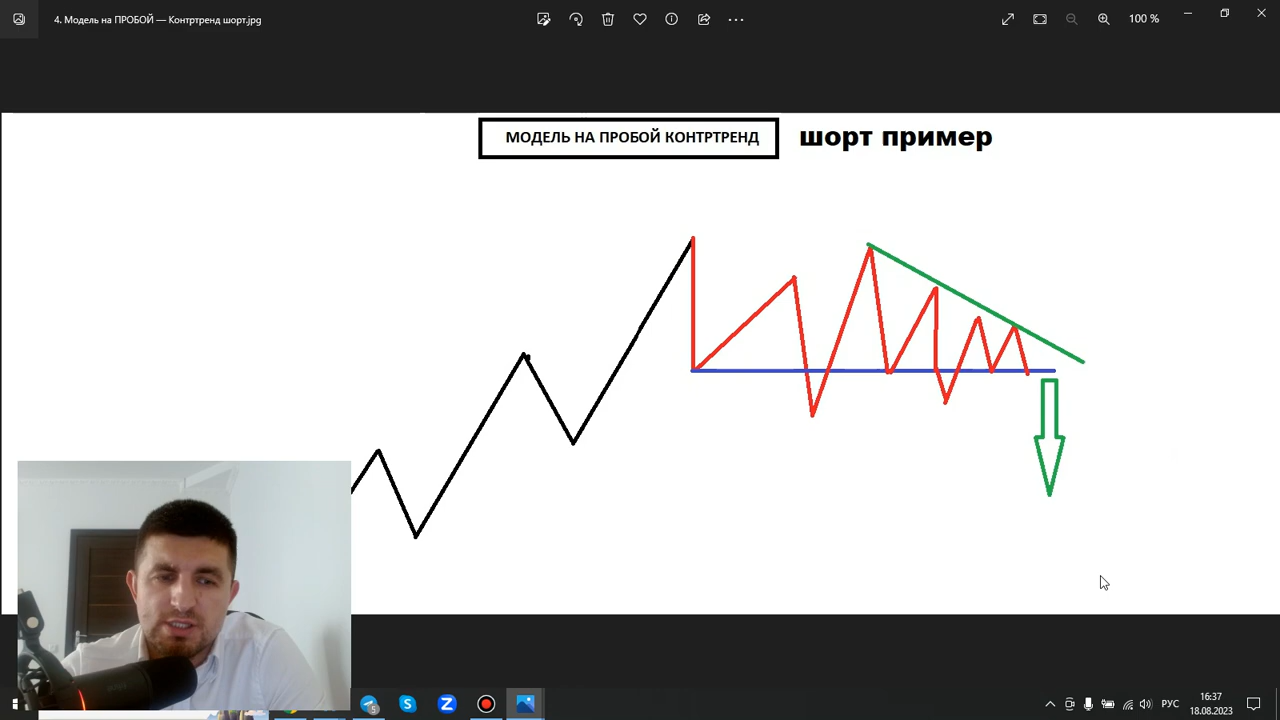 4. Модель на ПРОБОЙ — Контртренд шорт.jpg
100 %
МОДЕЛЬ НА ПРОБОЙ КОНТРТРЕНД
шорт пример
5
S
Z
РУС
16:37
18.08.2023